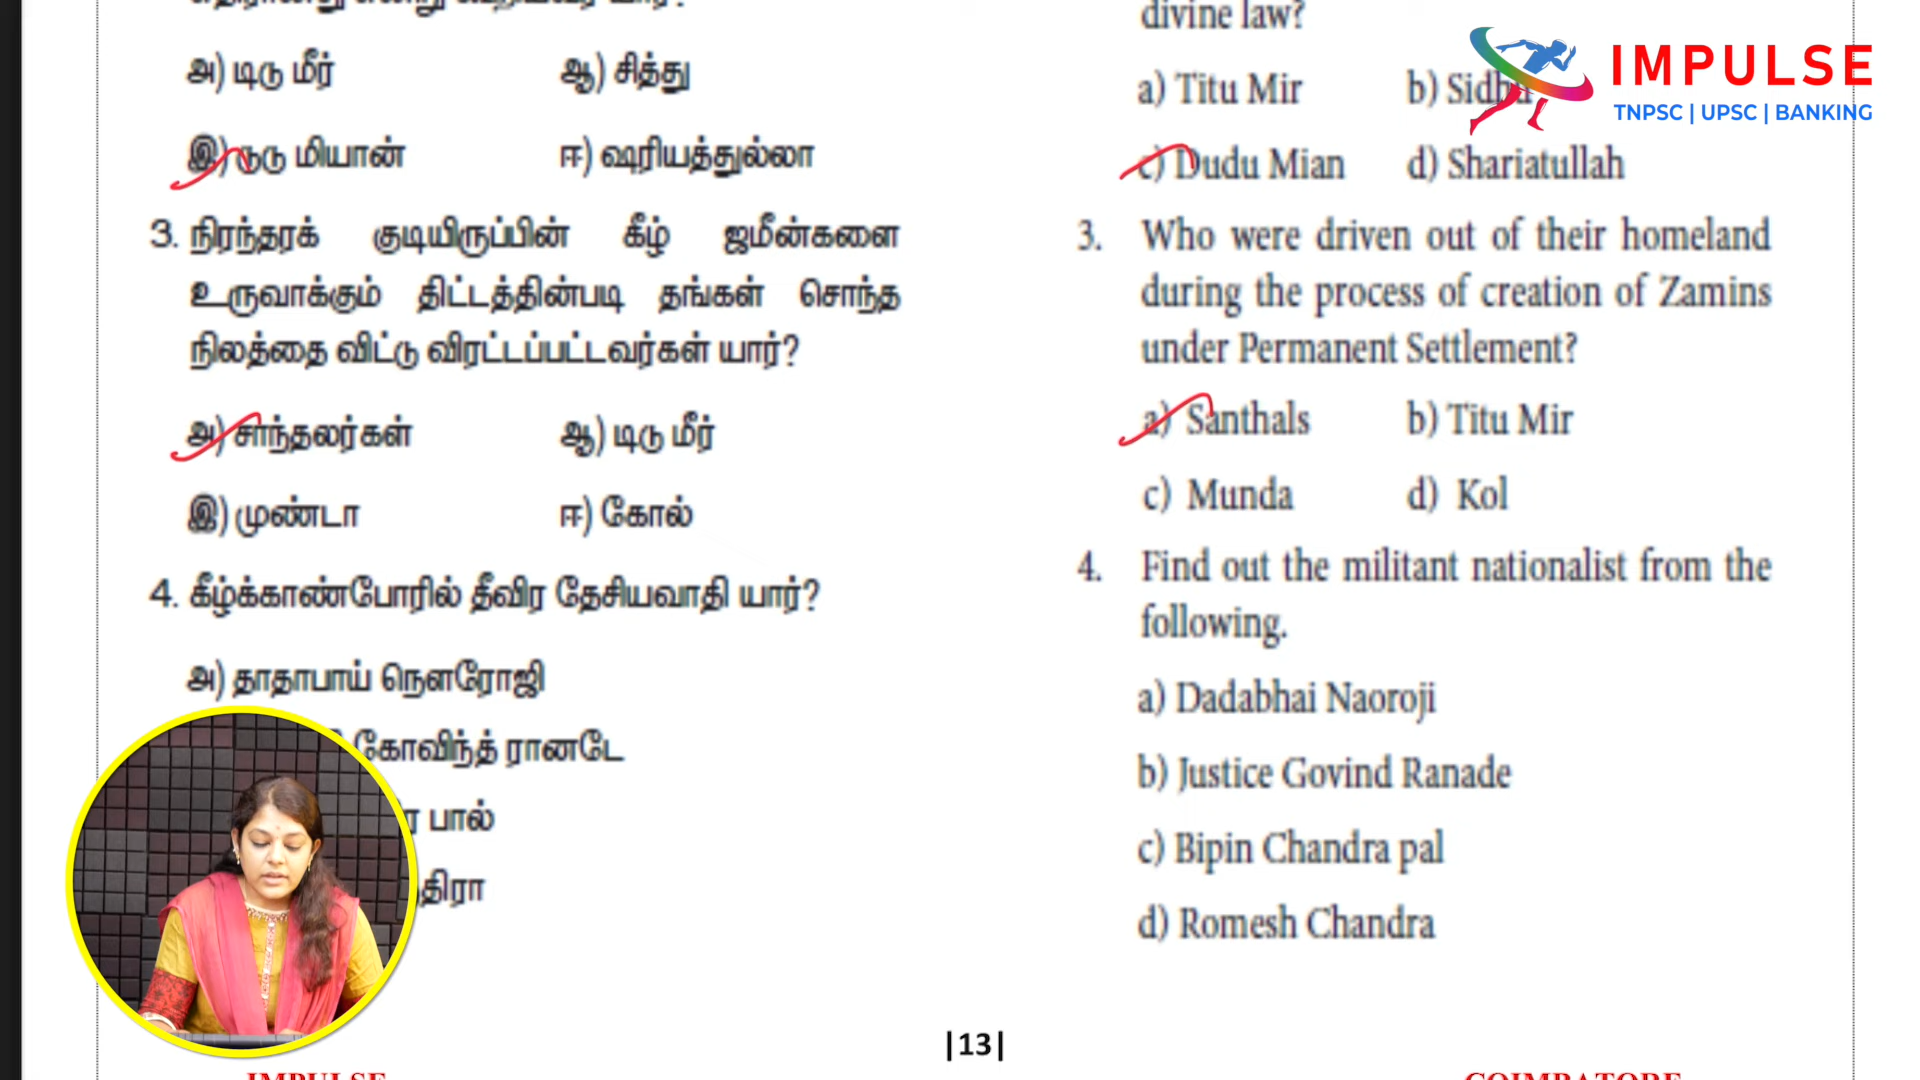 அ) டிடு மீர்
ஆ) சித்து
இ) துடு மியான்
ஈ) ஷரியத்துல்லா
3. நிரந்தரக் குடியிருப்பின் கீழ் ஜமீன்களை
உருவாக்கும் திட்டத்தின்படி தங்கள் சொந்த
நிலத்தை விட்டு விரட்டப்பட்டவர்கள் யார்?
அ) சாந்தலர்கள்
ஆ) டிடு மீர்
இ) முண்டா
ஈ) கோல்
4. கீழ்க்காண்போரில் தீவிர தேசியவாதி யார்?
அ) தாதாபாய் நௌரோஜி
கோவிந்த் ரானடே
பால்
divine law?
a) Titu Mir
b) Sidhu
c) Dudu Mian
d) Shariatullah
3. Who were driven out of their homeland
during the process of creation of Zamins
under Permanent Settlement?
a) Santhals
b) Titu Mir
c) Munda
d) Kol
4. Find out the militant nationalist from the
following.
a) Dadabhai Naoroji
b) Justice Govind Ranade
c) Bipin Chandra pal
d) Romesh Chandra
IMPULSE
TNPSC | UPSC | BANKING
|13|
IMPULSE
COIMBATORE